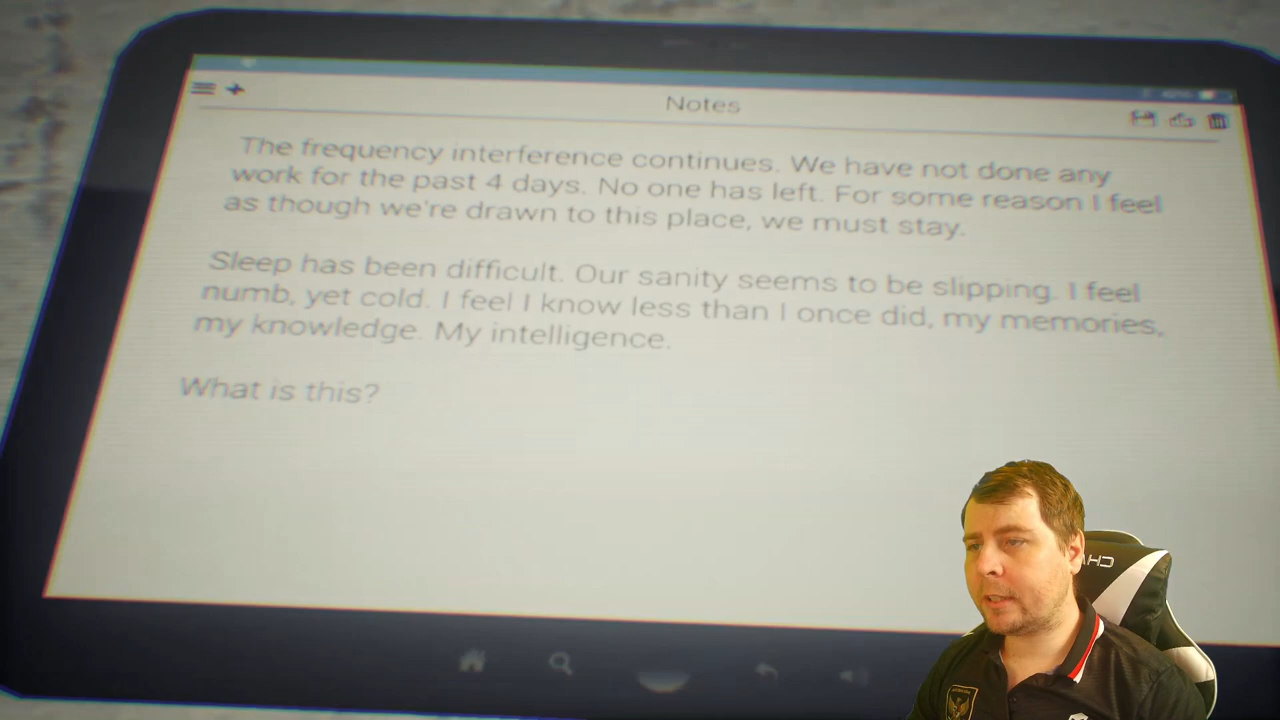 Notes
The frequency interference continues. We have not done any
work for the past 4 days. No one has left. For some reason I feel
as though we're drawn to this place, we must stay.
Sleep has been difficult. Our sanity seems to be slipping. I feel
numb, yet cold. I feel I know less than I once did, my memories,
my knowledge. My intelligence.
What is this?